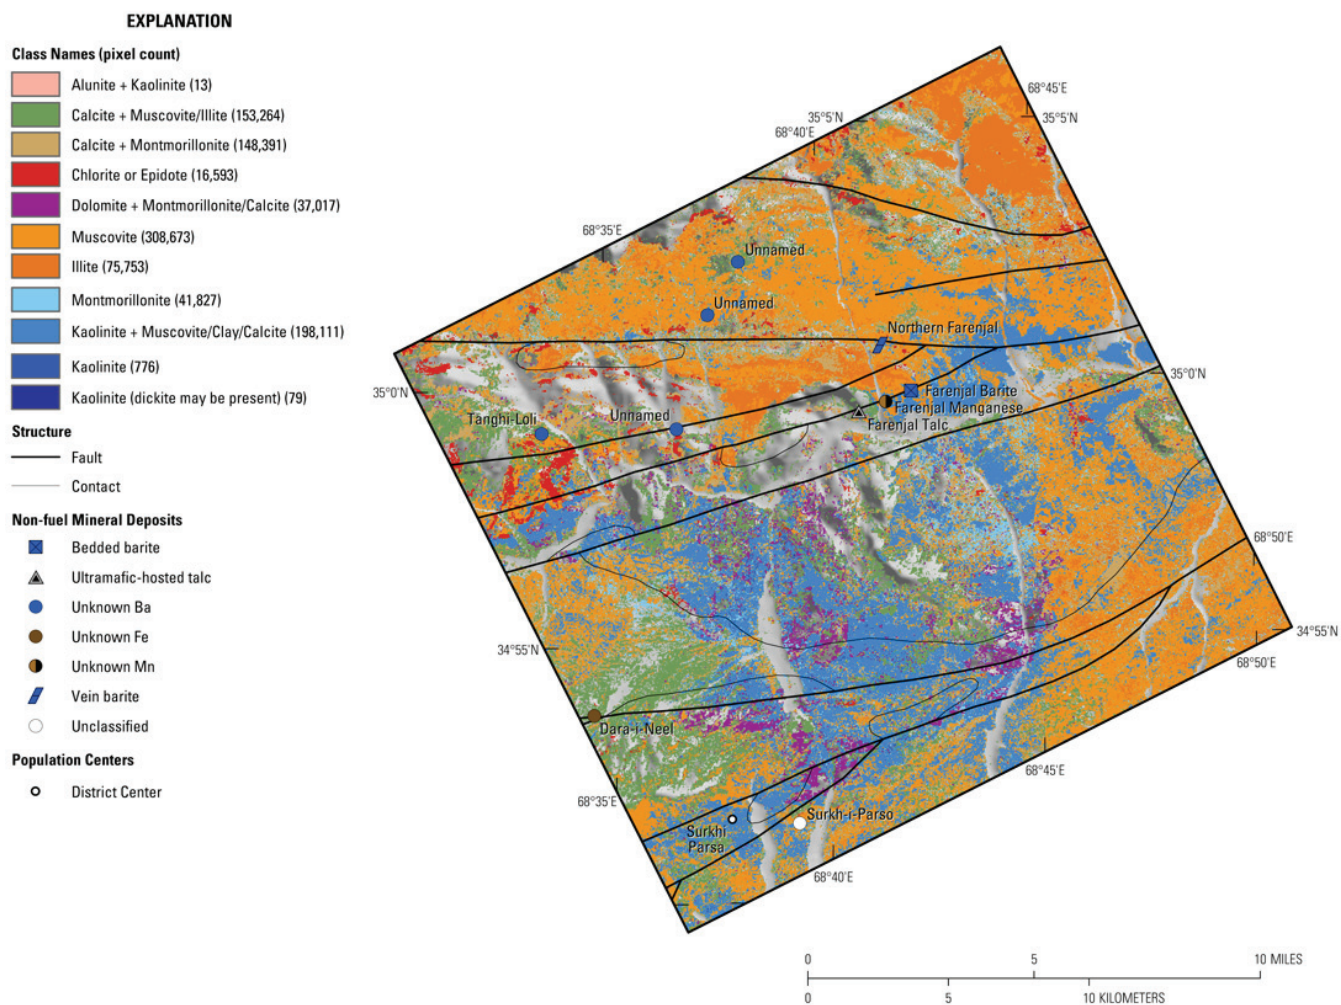 EXPLANATION
Class Names (pixel count)
Alunite + Kaolinite (13)
Calcite + Muscovite/Illite (153,264)
Calcite + Montmorillonite (148,391)
Chlorite or Epidote (16,593)
Dolomite + Montmorillonite/Calcite (37,017)
Muscovite (308,673)
Illite (75,753)
Montmorillonite (41,827)
Kaolinite + Muscovite/Clay/Calcite (198,111)
Kaolinite (776)
Kaolinite (dickite may be present) (79)
Structure
Fault
Contact
Non-fuel Mineral Deposits
Bedded barite
Ultramafic-hosted talc
Unknown Ba
Unknown Fe
Unknown Mn
Vein barite
Unclassified
Population Centers
District Center
68°45'E
35°5'N
35°5'N
68°40'E
68°35'E
Unnamed
Unnamed
Northern Farenjal
35°0'N
35°0'N
Farenjal Barite
Farenjal Manganese
Farenjal Talc
Tanghi-Loli
Unnamed
68°50'E
34°55'N
34°55'N
68°50'E
Dara-i-Neel
68°45'E
68°35'E
Surkhi
Parsa
Surkh-i-Parso
68°40'E
0 5 10 MILES
0 5 10 KILOMETERS